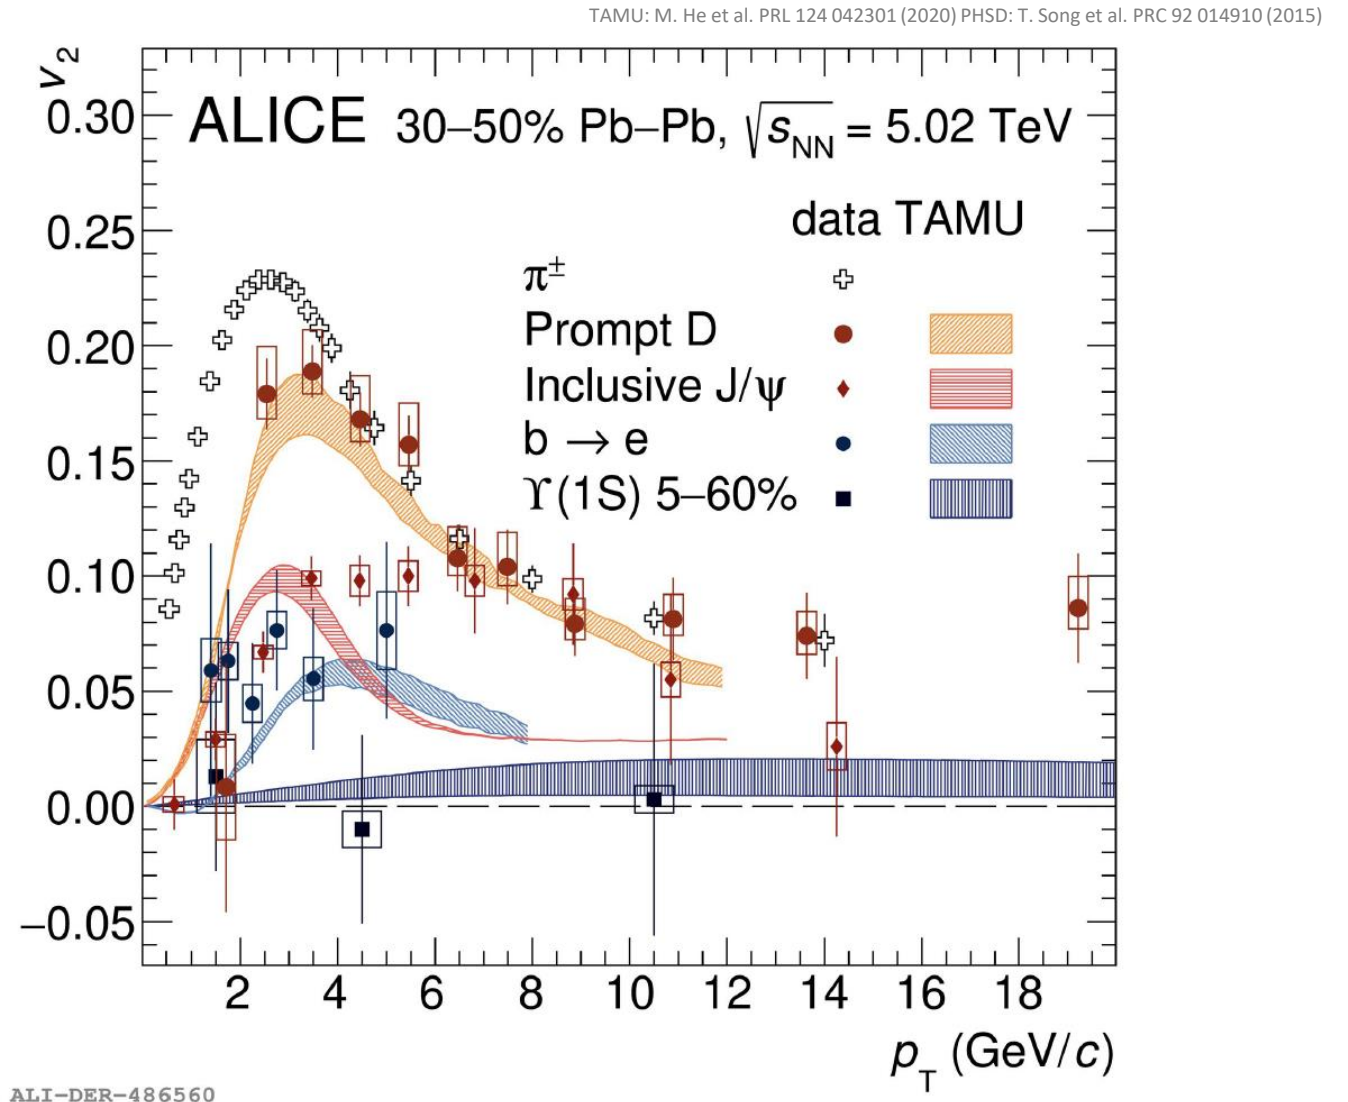 TAMU: M. He et al. PRL 124 042301 (2020) PHSD: T. Song et al. PRC 92 014910 (2015)
v₂
0.30
0.25
0.20
0.15
0.10
0.05
0.00
−0.05
ALICE 30–50% Pb–Pb, √s_NN = 5.02 TeV
data TAMU
π±
Prompt D
Inclusive J/ψ
b → e
ϒ(1S) 5–60%
2 4 6 8 10 12 14 16 18
p_T (GeV/c)
ALI−DER−486560